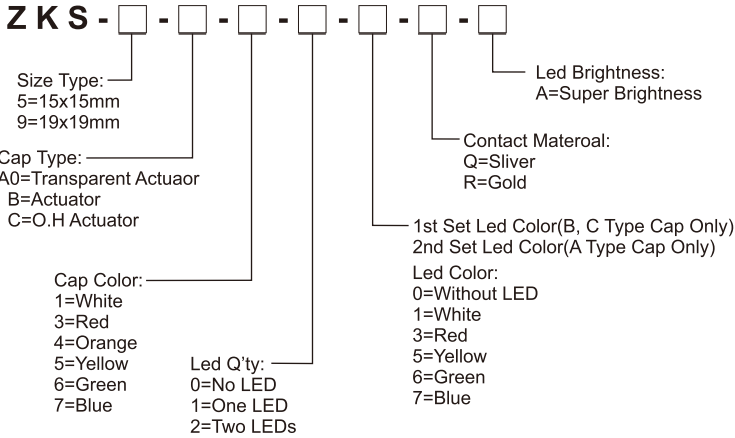 ZKS- - - - - - -
Size Type:
5=15x15mm
9=19x19mm
Cap Type:
A0=Transparent Actuaor
B=Actuator
C=O.H Actuator
Cap Color:
1=White
3=Red
4=Orange
5=Yellow
6=Green
7=Blue
Led Q'ty:
0=No LED
1=One LED
2=Two LEDs
1st Set Led Color(B, C Type Cap Only)
2nd Set Led Color(A Type Cap Only)
Led Color:
0=Without LED
1=White
3=Red
5=Yellow
6=Green
7=Blue
Contact Materoal:
Q=Sliver
R=Gold
Led Brightness:
A=Super Brightness